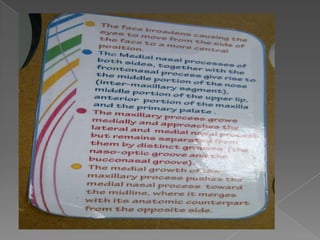 The face broadens causing the
eyes to move from the side of
the face to a more central
position.
The Medial nasal processes of
both sides, together with the
frontonasal process give rise to
the middle portion of the nose
(inter-maxillary segment),
middle portion of the upper lip,
anterior portion of the maxilla
and the primary palate.
The maxillary process grows
medially and approaches the
lateral and medial nasal process
but remains separated from
them by distinct grooves (the
naso-optic groove and the
bucconasal groove).
The medial growth of the
maxillary process pushes the
medial nasal process toward
the midline, where it merges
with its anatomic counterpart
from the opposite side.